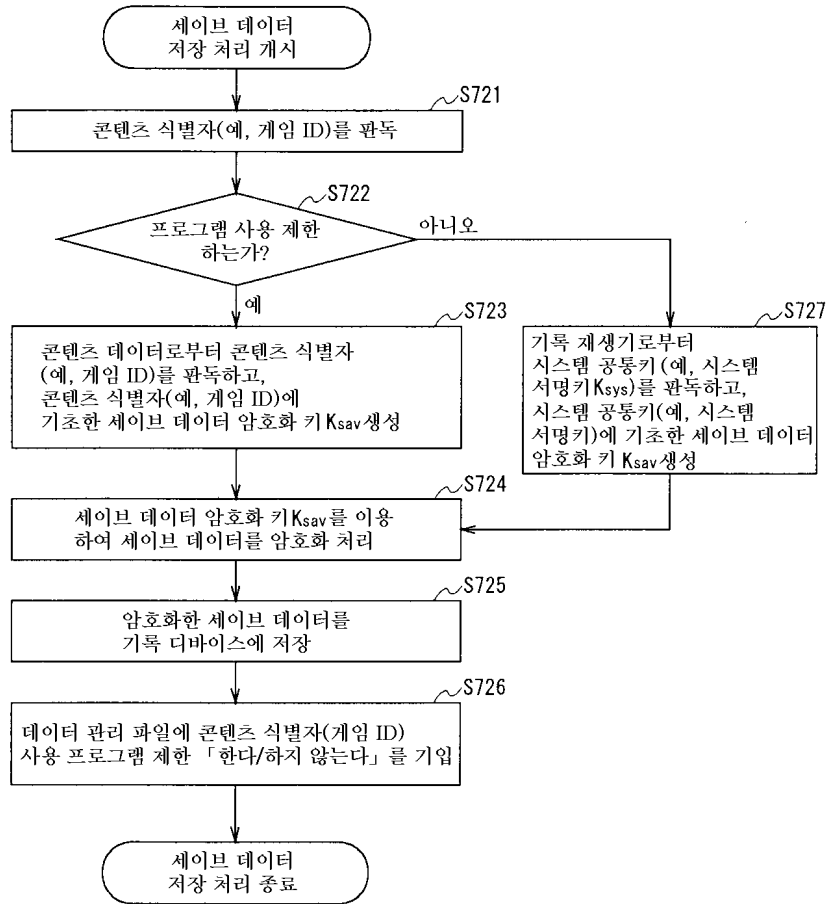 세이브 데이터
저장 처리 개시
S721
콘텐츠 식별자(예, 게임 ID)를 판독
S722
프로그램 사용 제한
하는가?
아니오
예
S723
콘텐츠 데이터로부터 콘텐츠 식별자
(예, 게임 ID)를 판독하고,
콘텐츠 식별자(예, 게임 ID)에
기초한 세이브 데이터 암호화 키 Ksav 생성
S727
기록 재생기로부터
시스템 공통키 (예, 시스템
서명키 Ksys)를 판독하고,
시스템 공통키(예, 시스템
서명키)에 기초한 세이브 데이터
암호화 키 Ksav 생성
S724
세이브 데이터 암호화 키 Ksav를 이용
하여 세이브 데이터를 암호화 처리
S725
암호화한 세이브 데이터를
기록 디바이스에 저장
S726
데이터 관리 파일에 콘텐츠 식별자(게임 ID)
사용 프로그램 제한 「한다/하지 않는다」를 기입
세이브 데이터
저장 처리 종료